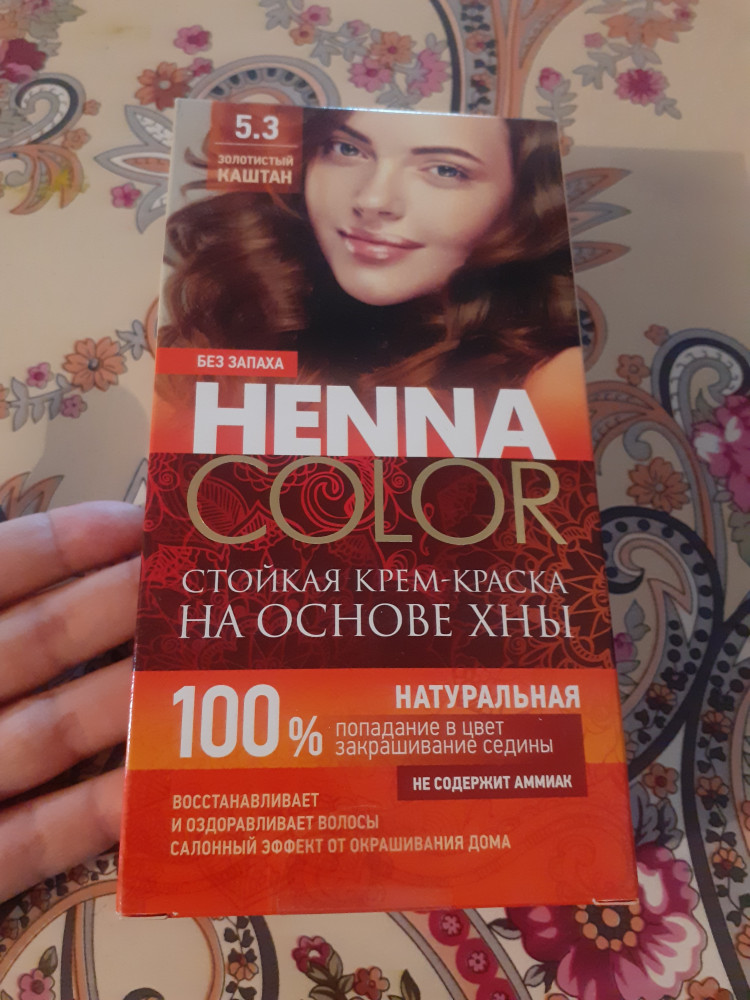 5.3
ЗОЛОТИСТЫЙ
КАШТАН
БЕЗ ЗАПАХА
HENNA
COLOR
СТОЙКАЯ КРЕМ-КРАСКА
НА ОСНОВЕ ХНЫ
100% НАТУРАЛЬНАЯ
попадание в цвет
закрашивание седины
НЕ СОДЕРЖИТ АММИАК
ВОССТАНАВЛИВАЕТ
И ОЗДОРАВЛИВАЕТ ВОЛОСЫ
САЛОННЫЙ ЭФФЕКТ ОТ ОКРАШИВАНИЯ ДОМА